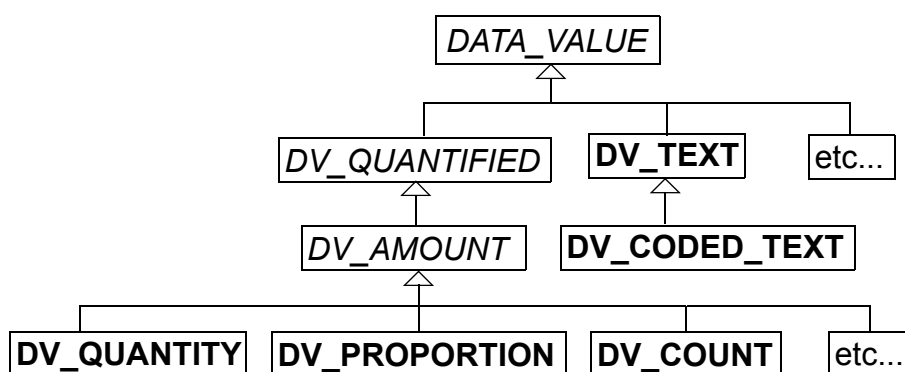 DATA_VALUE
DV_QUANTIFIED DV_TEXT etc...
DV_AMOUNT DV_CODED_TEXT
DV_QUANTITY DV_PROPORTION DV_COUNT etc...